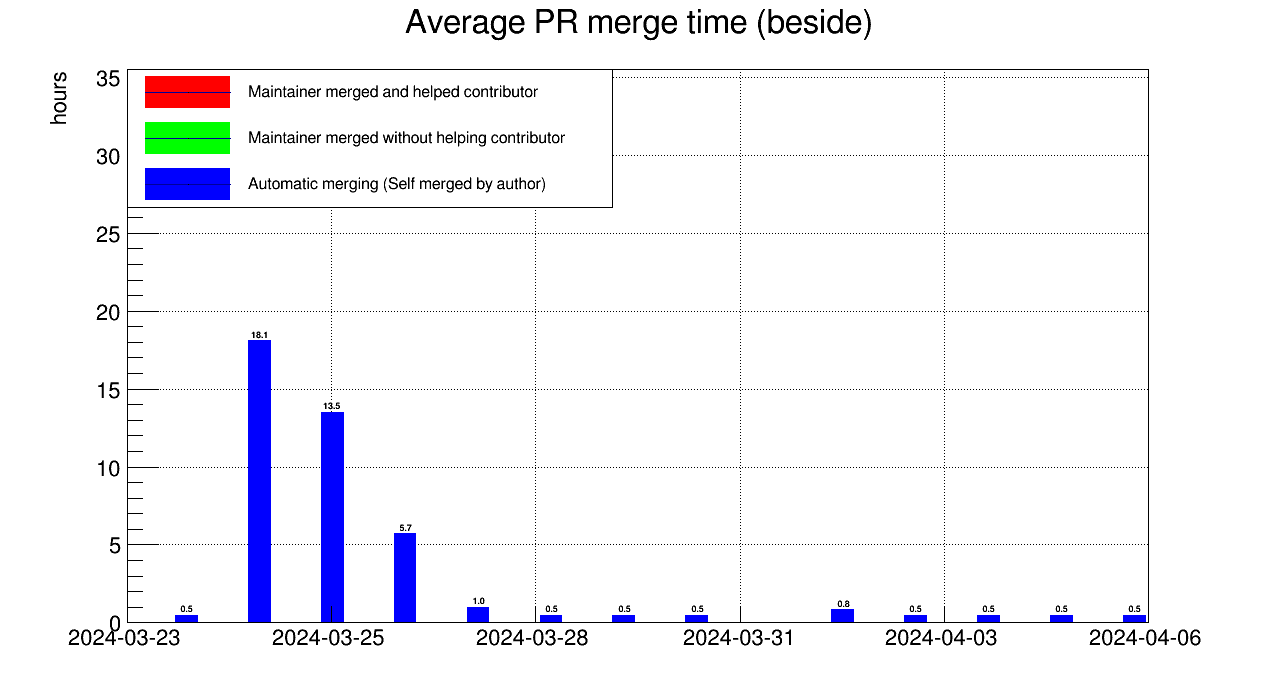 Average PR merge time (beside)
hours
35
30
25
20
15
10
5
0
Maintainer merged and helped contributor
Maintainer merged without helping contributor
Automatic merging (Self merged by author)
0.5 18.1 13.5 5.7 1.0 0.5 0.5 0.5 0.8 0.5 0.5 0.5 0.5
2024-03-23 2024-03-25 2024-03-28 2024-03-31 2024-04-03 2024-04-06